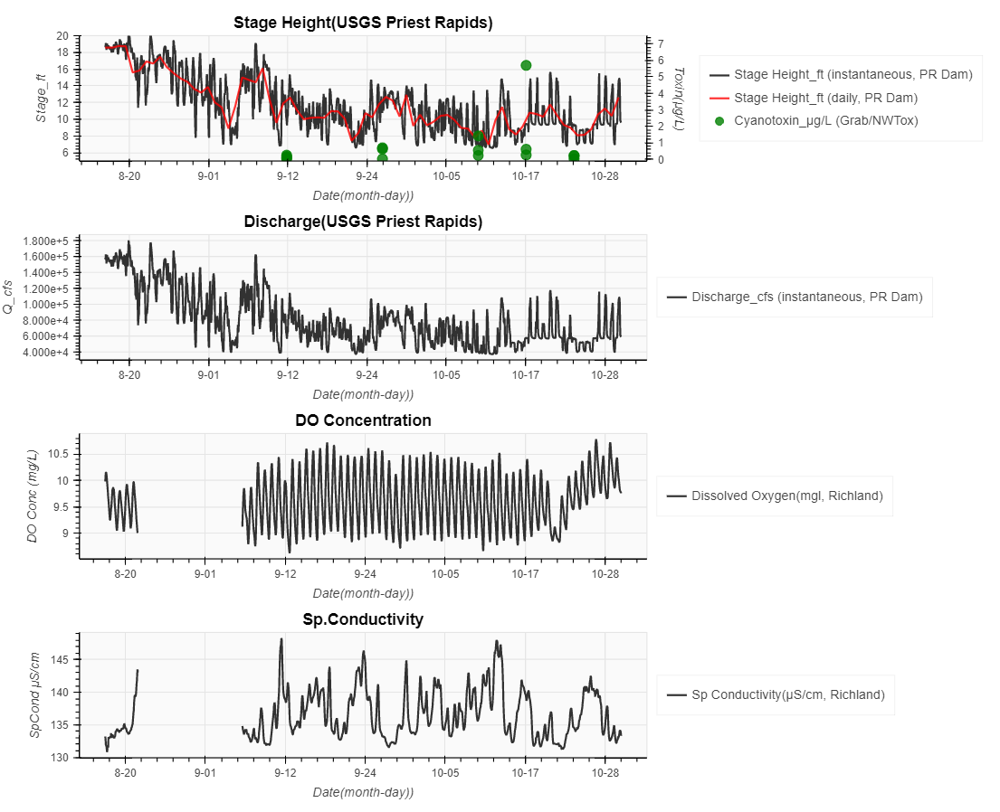 Stage Height(USGS Priest Rapids)
20
18
16
14
12
10
8
6
Stage_ft
7
6
5
4
3
2
1
0
Toxin(µg/L)
8-20 9-01 9-12 9-24 10-05 10-17 10-28
Date(month-day))
Stage Height_ft (instantaneous, PR Dam)
Stage Height_ft (daily, PR Dam)
Cyanotoxin_µg/L (Grab/NWTox)
Discharge(USGS Priest Rapids)
1.800e+5
1.600e+5
1.400e+5
1.200e+5
1.000e+5
8.000e+4
6.000e+4
4.000e+4
Q_cfs
8-20 9-01 9-12 9-24 10-05 10-17 10-28
Date(month-day))
Discharge_cfs (instantaneous, PR Dam)
DO Concentration
10.5
10
9.5
9
DO Conc (mg/L)
8-20 9-01 9-12 9-24 10-05 10-17 10-28
Date(month-day))
Dissolved Oxygen(mgl, Richland)
Sp.Conductivity
145
140
135
130
SpCond µS/cm
8-20 9-01 9-12 9-24 10-05 10-17 10-28
Date(month-day))
Sp Conductivity(µS/cm, Richland)